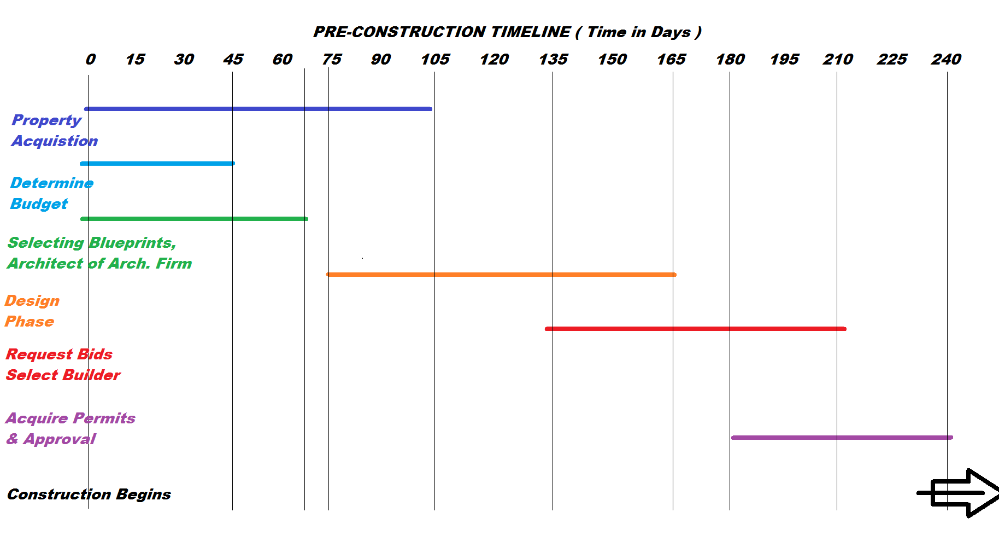 PRE-CONSTRUCTION TIMELINE ( Time in Days )
0 15 30 45 60 75 90 105 120 135 150 165 180 195 210 225 240
Property
Acquistion
Determine
Budget
Selecting Blueprints,
Architect of Arch. Firm
Design
Phase
Request Bids
Select Builder
Acquire Permits
& Approval
Construction Begins